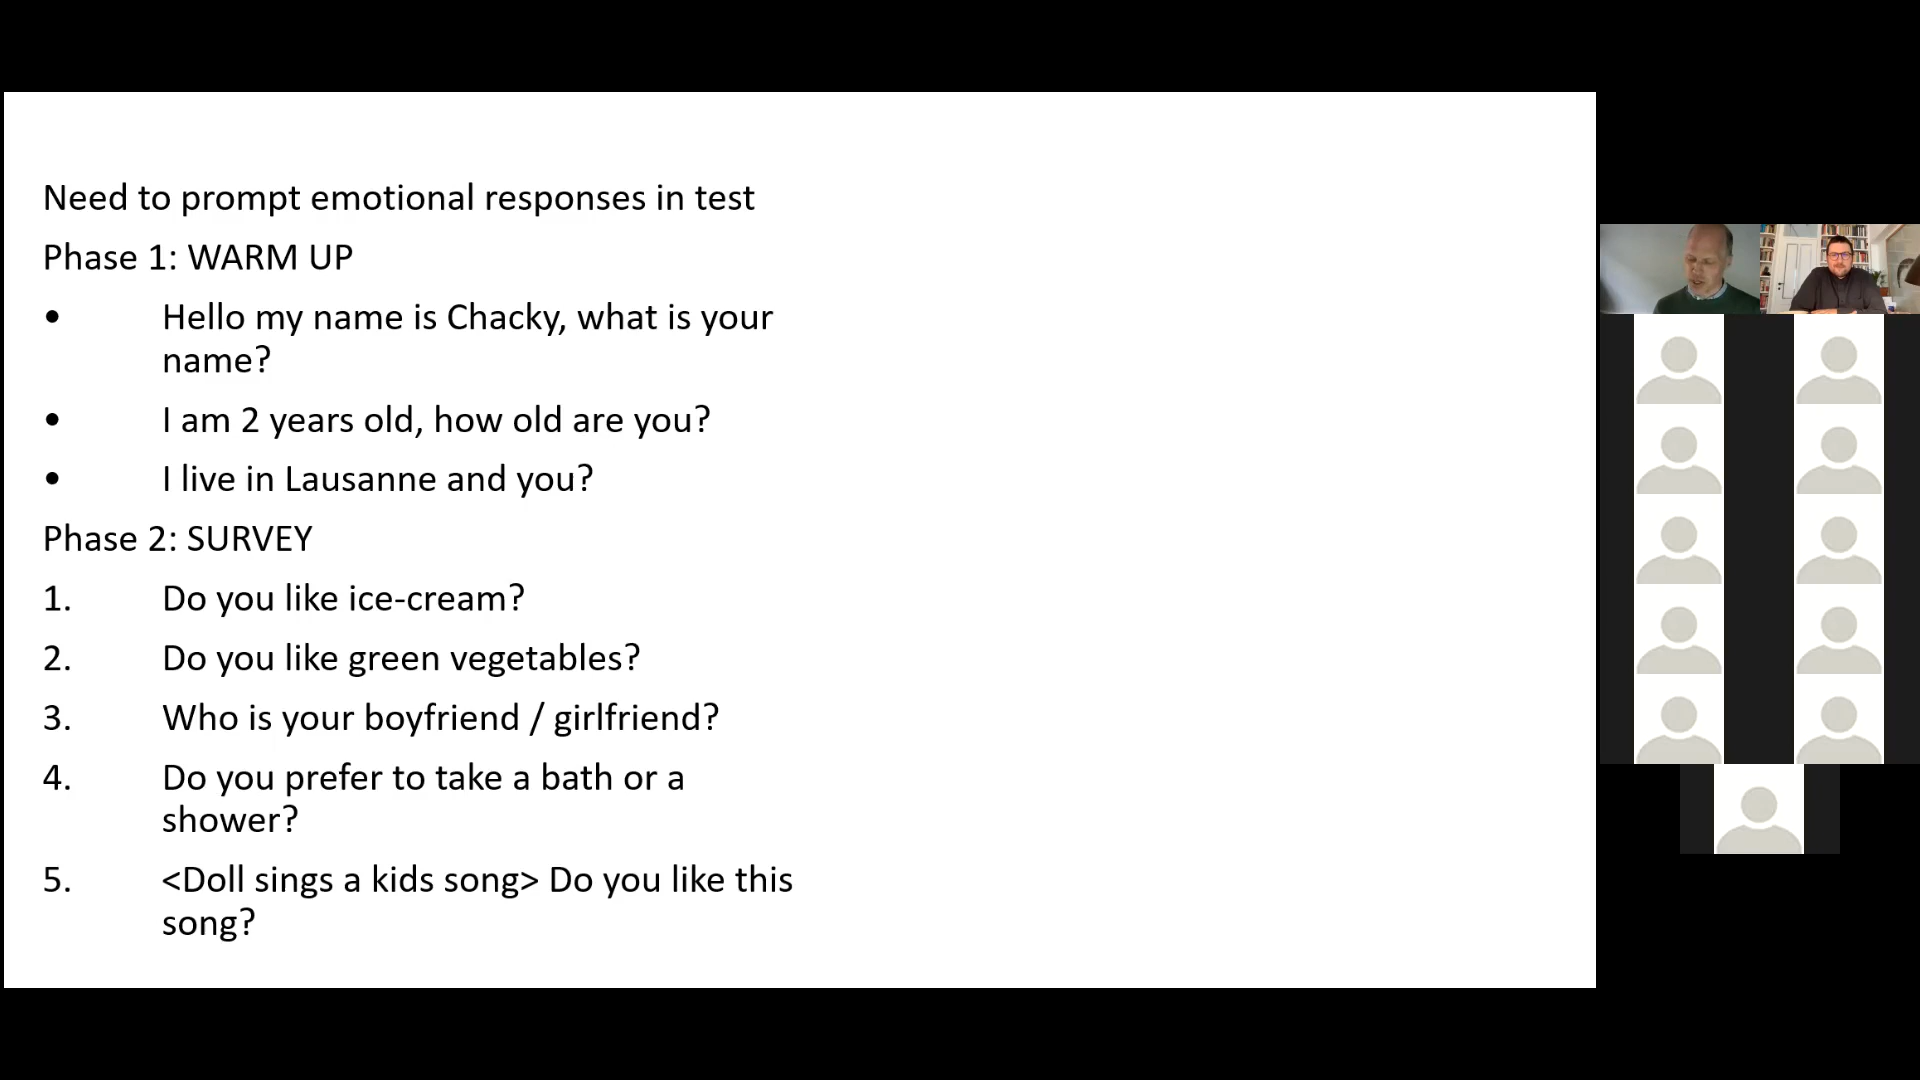 Need to prompt emotional responses in test
Phase 1: WARM UP
• Hello my name is Chacky, what is your
name?
• I am 2 years old, how old are you?
• I live in Lausanne and you?
Phase 2: SURVEY
1. Do you like ice-cream?
2. Do you like green vegetables?
3. Who is your boyfriend / girlfriend?
4. Do you prefer to take a bath or a
shower?
5. <Doll sings a kids song> Do you like this
song?